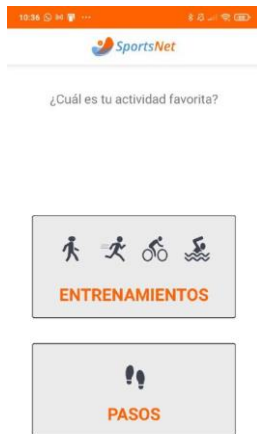 10:36
SportsNet
¿Cuál es tu actividad favorita?
ENTRENAMIENTOS
PASOS